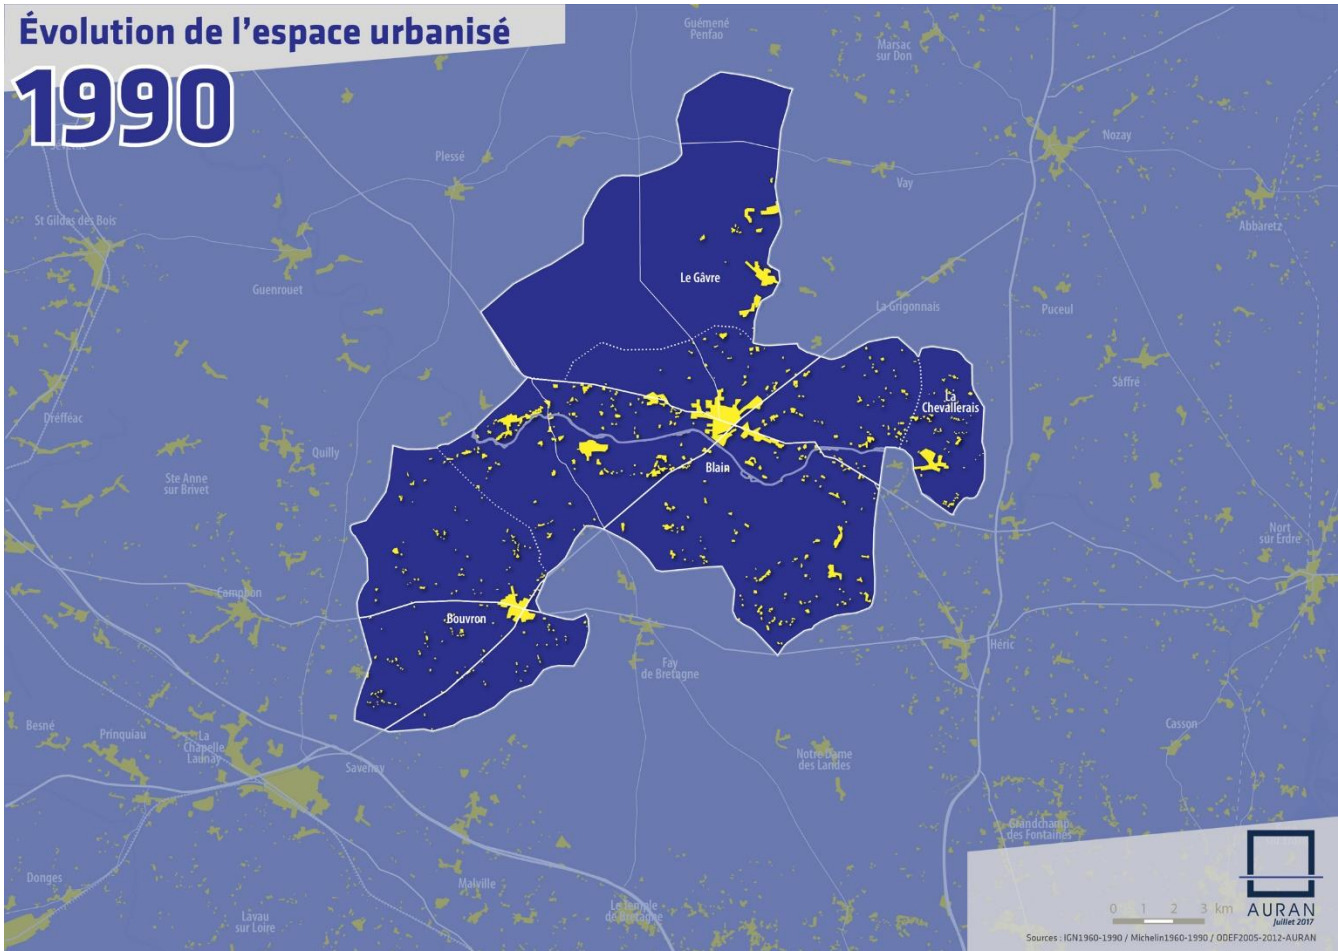 Évolution de l'espace urbanisé
1990
Guémené
Penfao
Marsac
sur Don
Nozay
Plessé
Vay
Abbaretz
St Gildas des Bois
Le Gâvre
Guenrouet
La Grigonnais
Puceul
Sàffré
La
Chevallerais
Dréfféac
Quilly
Blain
Ste Anne
sur Brivet
Nort
sur Erdre
Campbon
Bouvron
Héric
Fay
de Bretagne
Besné
Prinquiau
La
Chapelle
Launay
Savenay
Notre Dame
des Landes
Casson
Grandchamp
des Fontaines
Donges
Malville
Le Temple
de Bretagne
Lavau
sur Loire
0 1 2 3 km
AURAN
Juillet 2017
Sources : IGN1960-1990 / Michelin1960-1990 / ODEF2005-2012-AURAN